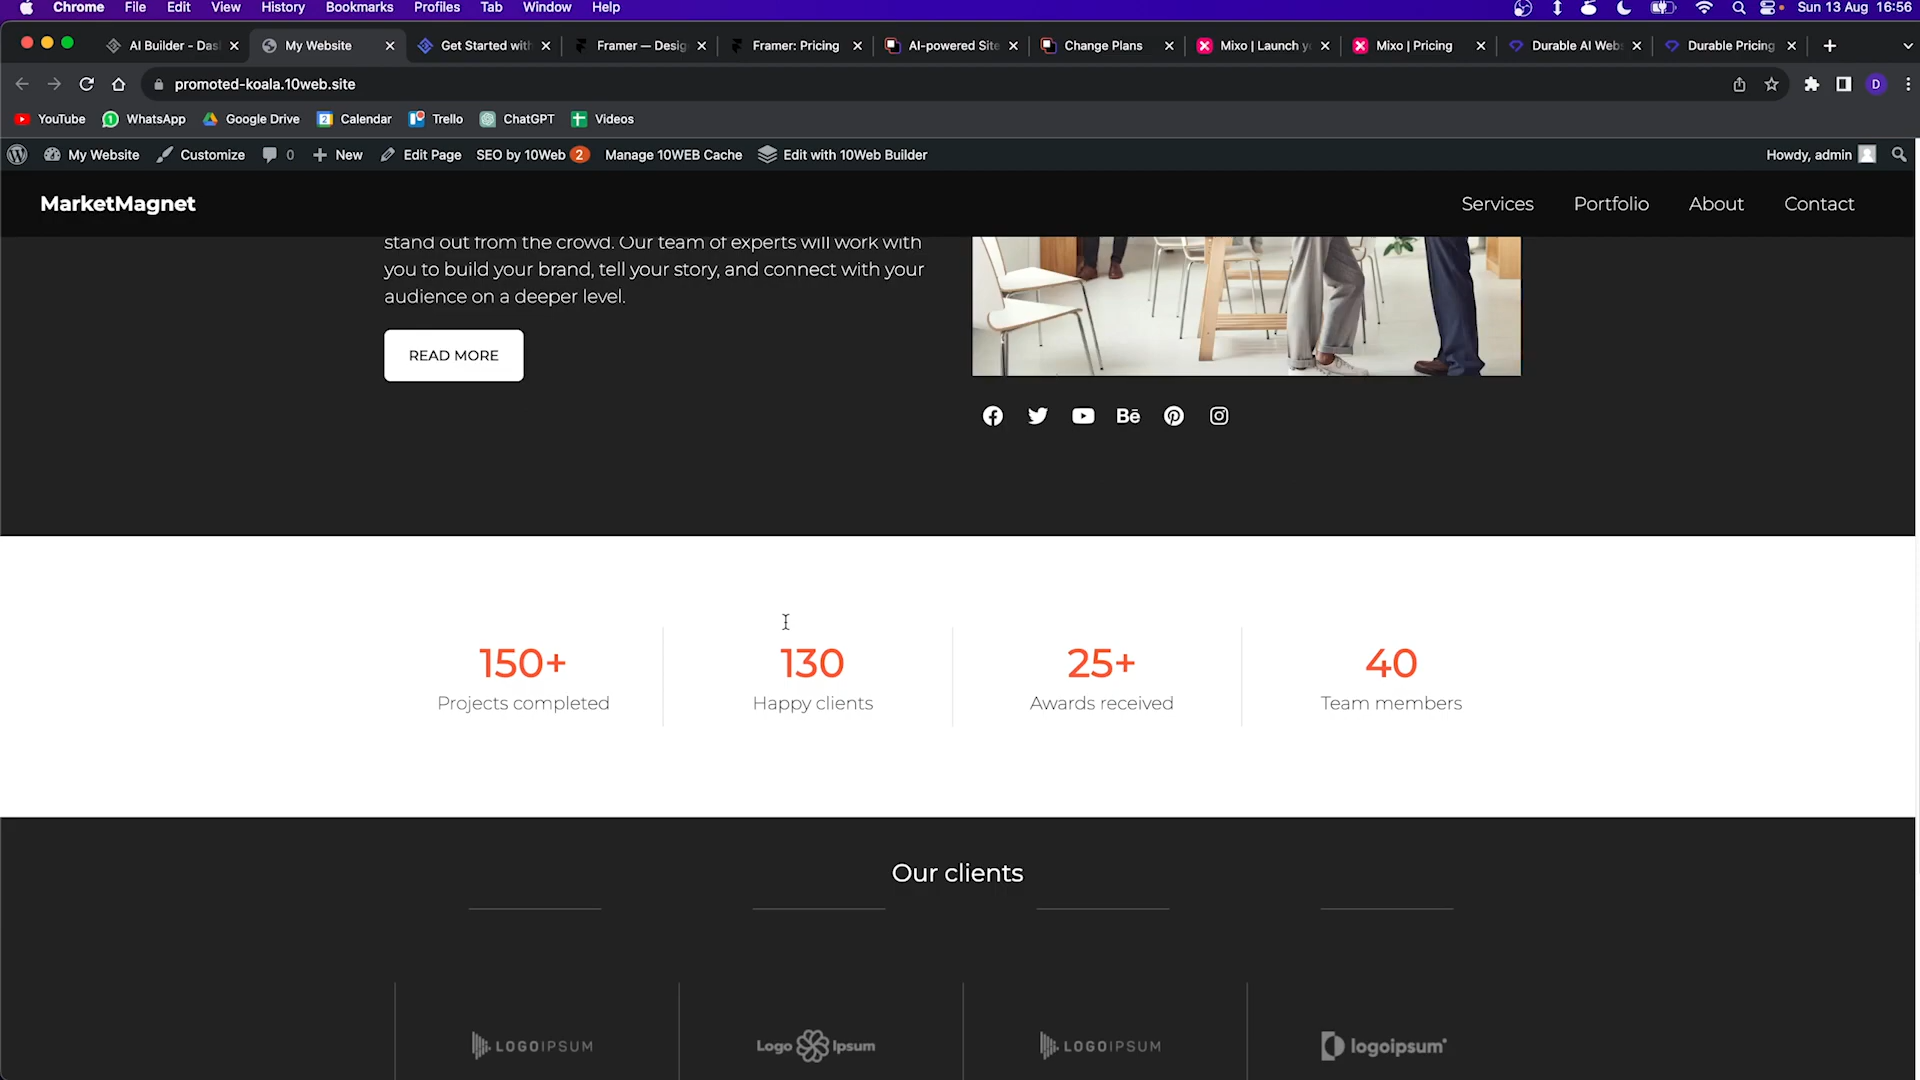 Chrome File Edit View History Bookmarks Profiles Tab Window Help Sun 13 Aug 16:56
AI Builder - Das My Website Get Started with Framer — Desig Framer: Pricing AI-powered Site Change Plans Mixo | Launch y Mixo | Pricing Durable AI Webs Durable Pricing
promoted-koala.10web.site D
YouTube 1 WhatsApp Google Drive 2 Calendar Trello ChatGPT Videos
My Website Customize 0 New Edit Page SEO by 10Web 2 Manage 10WEB Cache Edit with 10Web Builder Howdy, admin
MarketMagnet Services Portfolio About Contact
stand out from the crowd. Our team of experts will work with
you to build your brand, tell your story, and connect with your
audience on a deeper level.
READ MORE
Bē
150+ 130 25+ 40
Projects completed Happy clients Awards received Team members
Our clients
LOGOIPSUM Logo Ipsum LOGOIPSUM logoipsum